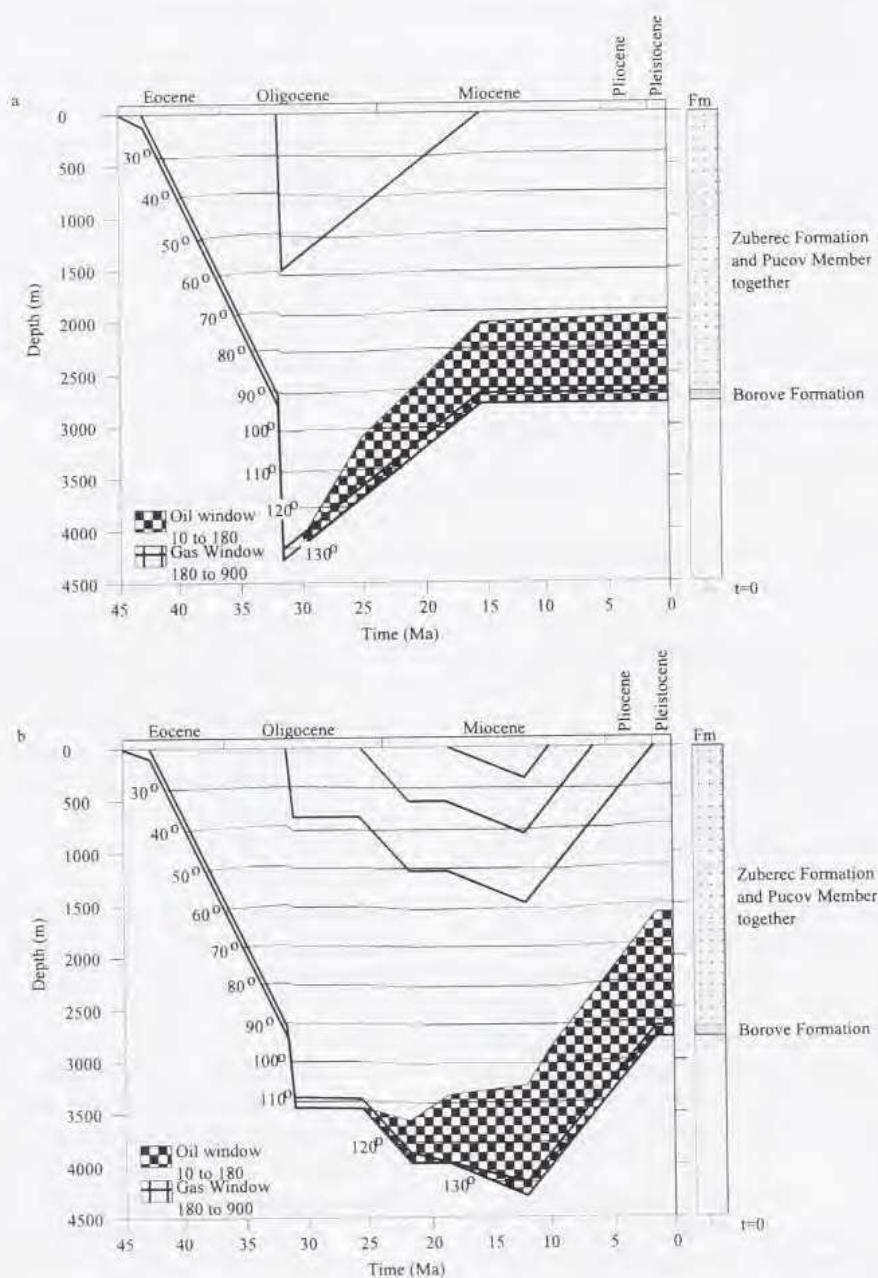 Pliocene
Pleistocene
a
Eocene
Oligocene
Miocene
Fm
0
500
1000
1500
2000
2500
3000
3500
4000
4500
Depth (m)
30°
40°
50°
60°
70°
80°
90°
100°
110°
120°
130°
Oil window
10 to 180
Gas Window
180 to 900
Zuberec Formation
and Pucov Member
together
Borove Formation
t=0
45
40
35
30
25
20
15
10
5
0
Time (Ma)
Pliocene
Pleistocene
b
Eocene
Oligocene
Miocene
Fm
0
500
1000
1500
2000
2500
3000
3500
4000
4500
Depth (m)
30°
40°
50°
60°
70°
80°
90°
100°
110°
120°
130°
Oil window
10 to 180
Gas Window
180 to 900
Zuberec Formation
and Pucov Member
together
Borove Formation
t=0
45
40
35
30
25
20
15
10
5
0
Time (Ma)